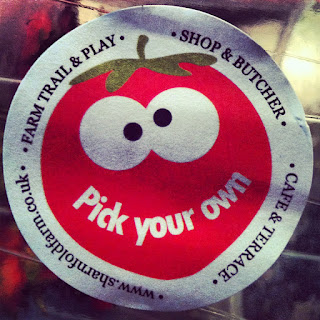 • FARM TRAIL & PLAY •
• SHOP & BUTCHER •
• CAFE & TERRACE •
• www.sharnfoldfarm.co.uk •
Pick your own